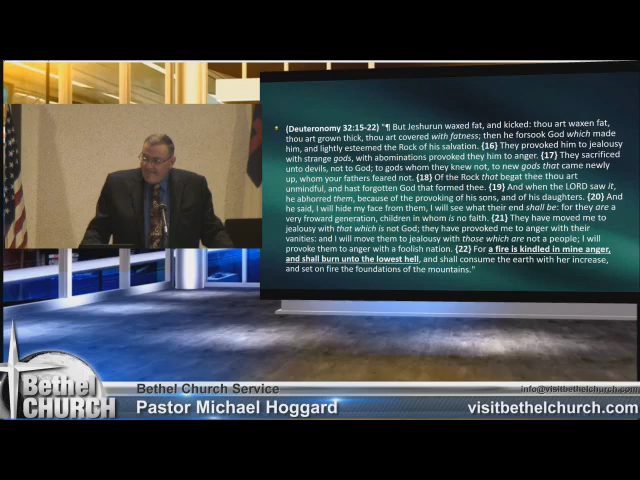 (Deuteronomy 32:15-22) "¶ But Jeshurun waxed fat, and kicked: thou art waxen fat,
thou art grown thick, thou art covered with fatness; then he forsook God which made
him, and lightly esteemed the Rock of his salvation. {16} They provoked him to jealousy
with strange gods, with abominations provoked they him to anger. {17} They sacrificed
unto devils, not to God; to gods whom they knew not, to new gods that came newly
up, whom your fathers feared not. {18} Of the Rock that begat thee thou art
unmindful, and hast forgotten God that formed thee. {19} And when the LORD saw it,
he abhorred them, because of the provoking of his sons, and of his daughters. {20} And
he said, I will hide my face from them, I will see what their end shall be: for they are a
very froward generation, children in whom is no faith. {21} They have moved me to
jealousy with that which is not God; they have provoked me to anger with their
vanities: and I will move them to jealousy with those which are not a people; I will
provoke them to anger with a foolish nation. {22} For a fire is kindled in mine anger,
and shall burn unto the lowest hell, and shall consume the earth with her increase,
and set on fire the foundations of the mountains."
Bethel
CHURCH
Bethel Church Service
info@visitbethelchurch.com
Pastor Michael Hoggard
visitbethelchurch.com